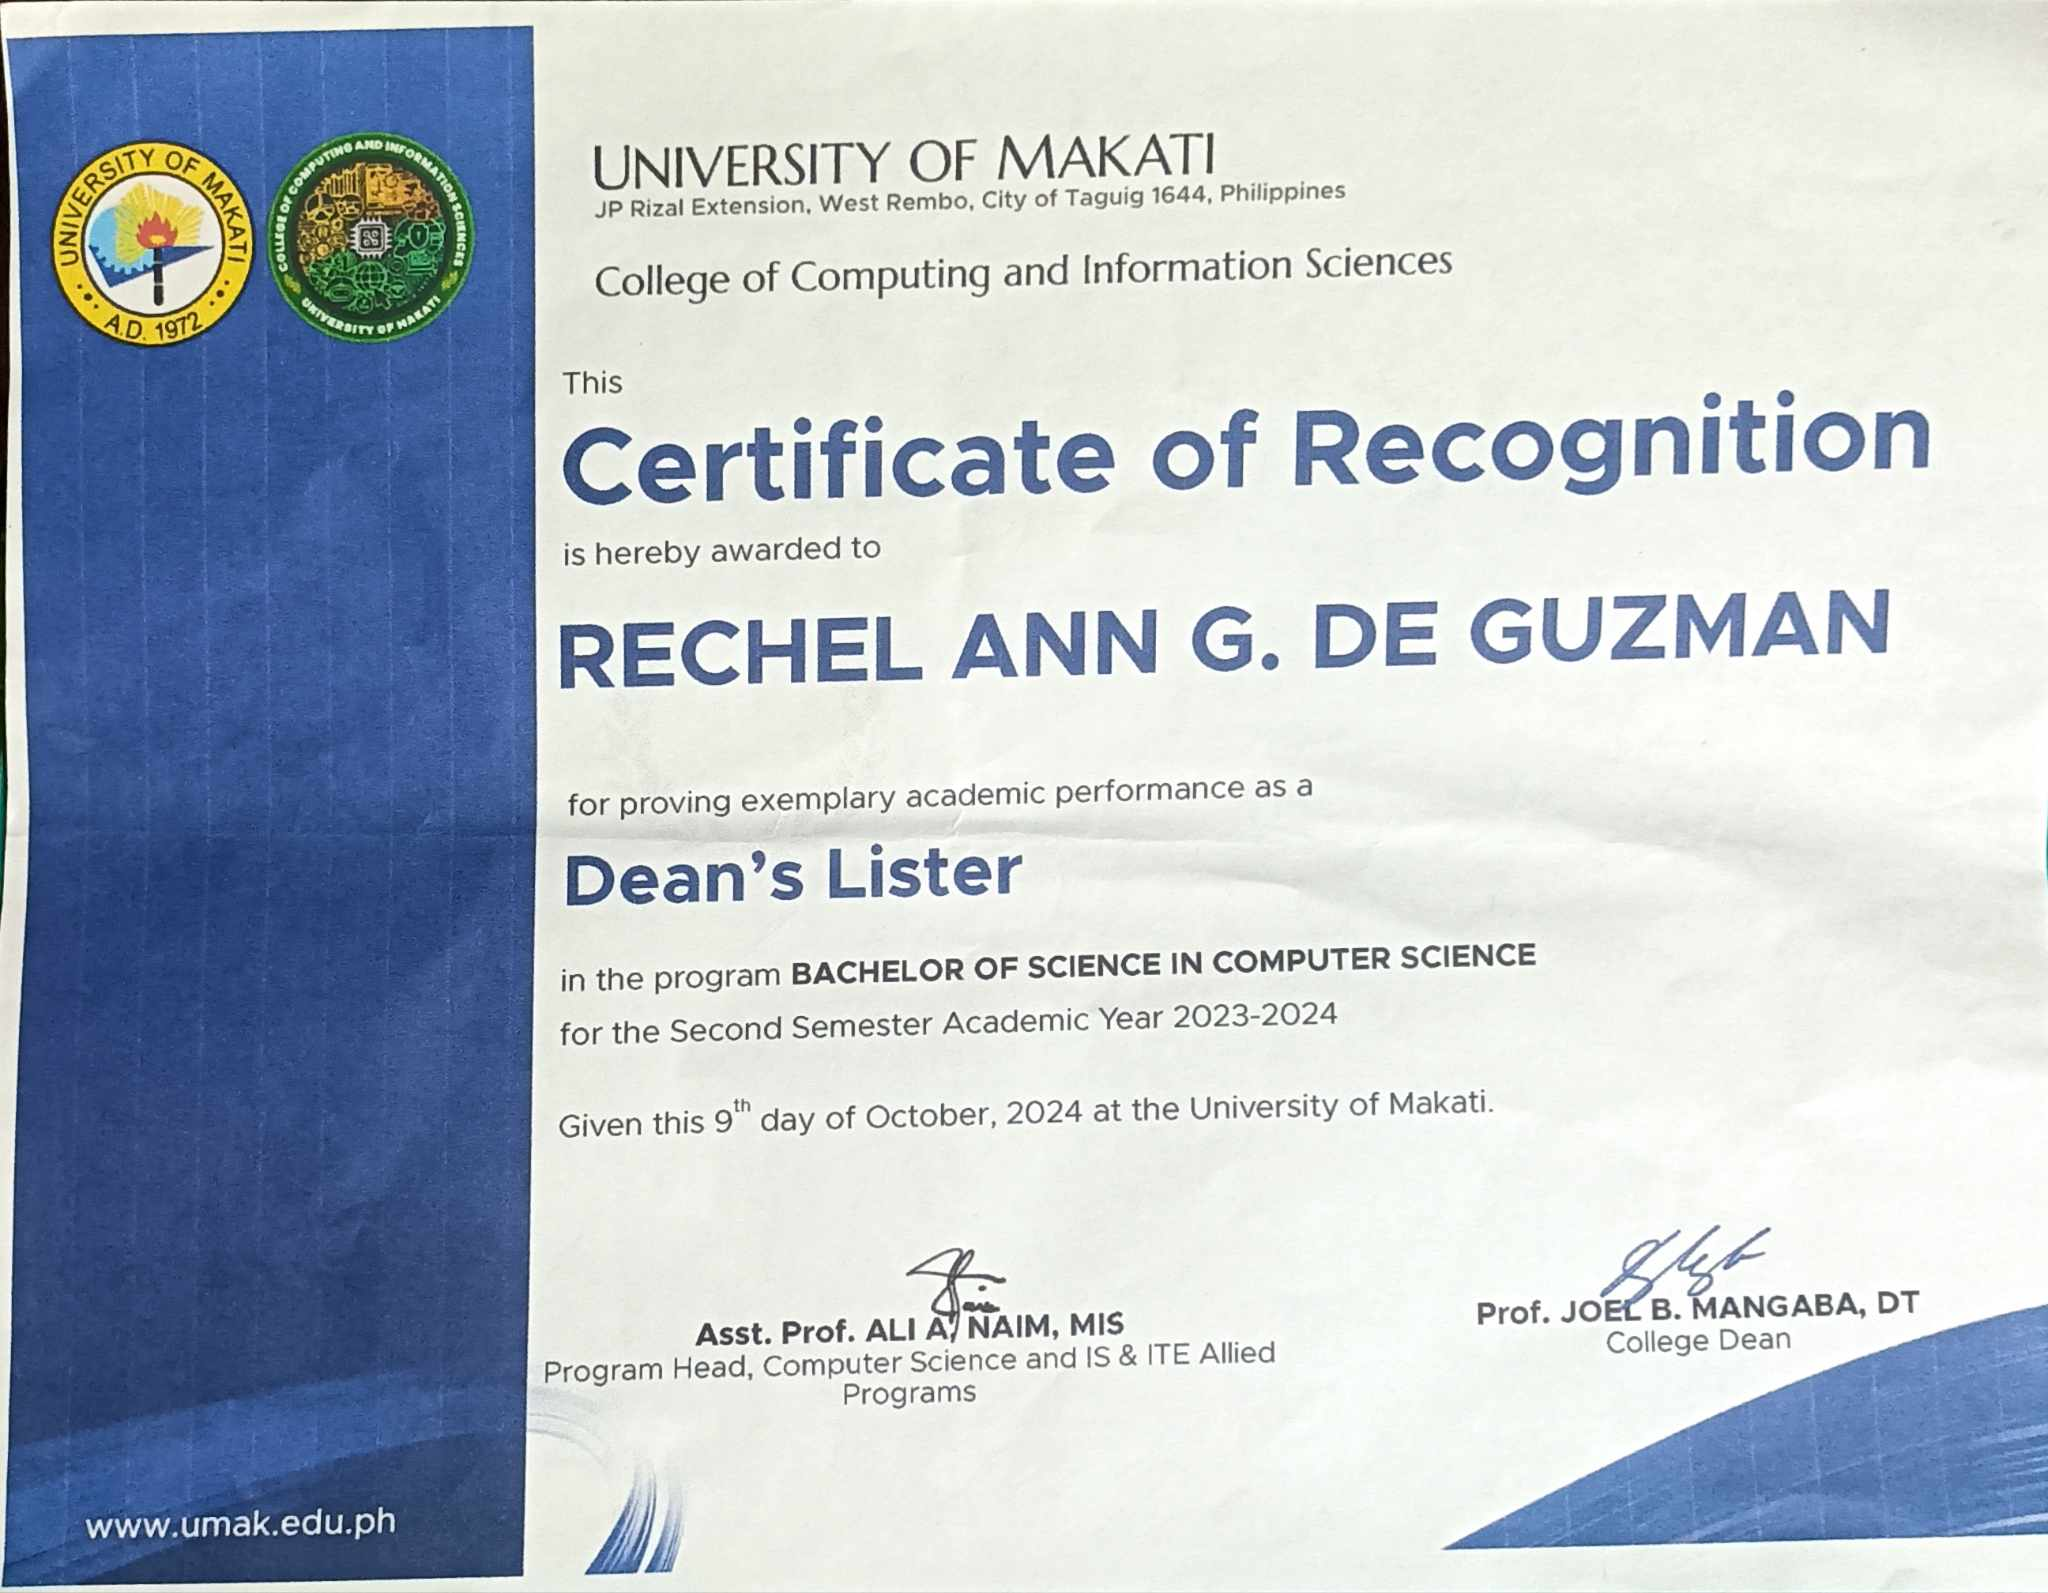 UNIVERSITY OF MAKATI
A.D. 1972
COLLEGE OF COMPUTING AND INFORMATION SCIENCES
UNIVERSITY OF MAKATI
UNIVERSITY OF MAKATI
JP Rizal Extension, West Rembo, City of Taguig 1644, Philippines
College of Computing and Information Sciences
This
Certificate of Recognition
is hereby awarded to
RECHEL ANN G. DE GUZMAN
for proving exemplary academic performance as a
Dean's Lister
in the program BACHELOR OF SCIENCE IN COMPUTER SCIENCE
for the Second Semester Academic Year 2023-2024
Given this 9th day of October, 2024 at the University of Makati.
Asst. Prof. ALI A. NAIM, MIS
Program Head, Computer Science and IS & ITE Allied
Programs
Prof. JOEL B. MANGABA, DT
College Dean
www.umak.edu.ph